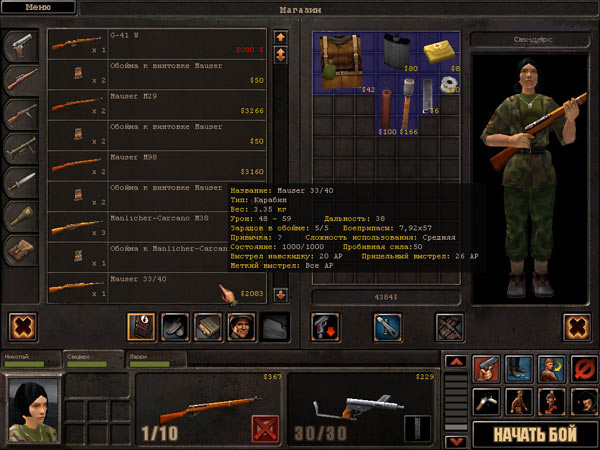 Меню
Магазин
G-41 W
x 1
5080 $
Обойма к винтовке Mauser
x 2
$50
Mauser M29
x 2
$3266
Обойма к винтовке Mauser
x 2
$50
Mauser M98
x 2
$3160
Обойма к винтовке Mauser
x 2
Manlicher-Carcano M38
x 3
Обойма к Manlicher-Carcano
x 2
Mauser 33/40
x 1
$2083
$42
$80
$8
$100
$166
$6
Сандерс
Название: Mauser 33/40
Тип: Карабин
Вес: 3.35 кг
Урон: 48 - 59 Дальность: 38
Зарядов в обойме: 5/5 Боеприпасы: 7,92x57
Привычка: ? Сложность использования: Средняя
Состояние: 1000/1000 Пробивная сила:50
Выстрел навскидку: 20 AP Прицельный выстрел: 26 AP
Меткий выстрел: Все AP
4384$
Николай
Сандерс
Ларри
$367
1/10
$229
30/30
НАЧАТЬ БОЙ